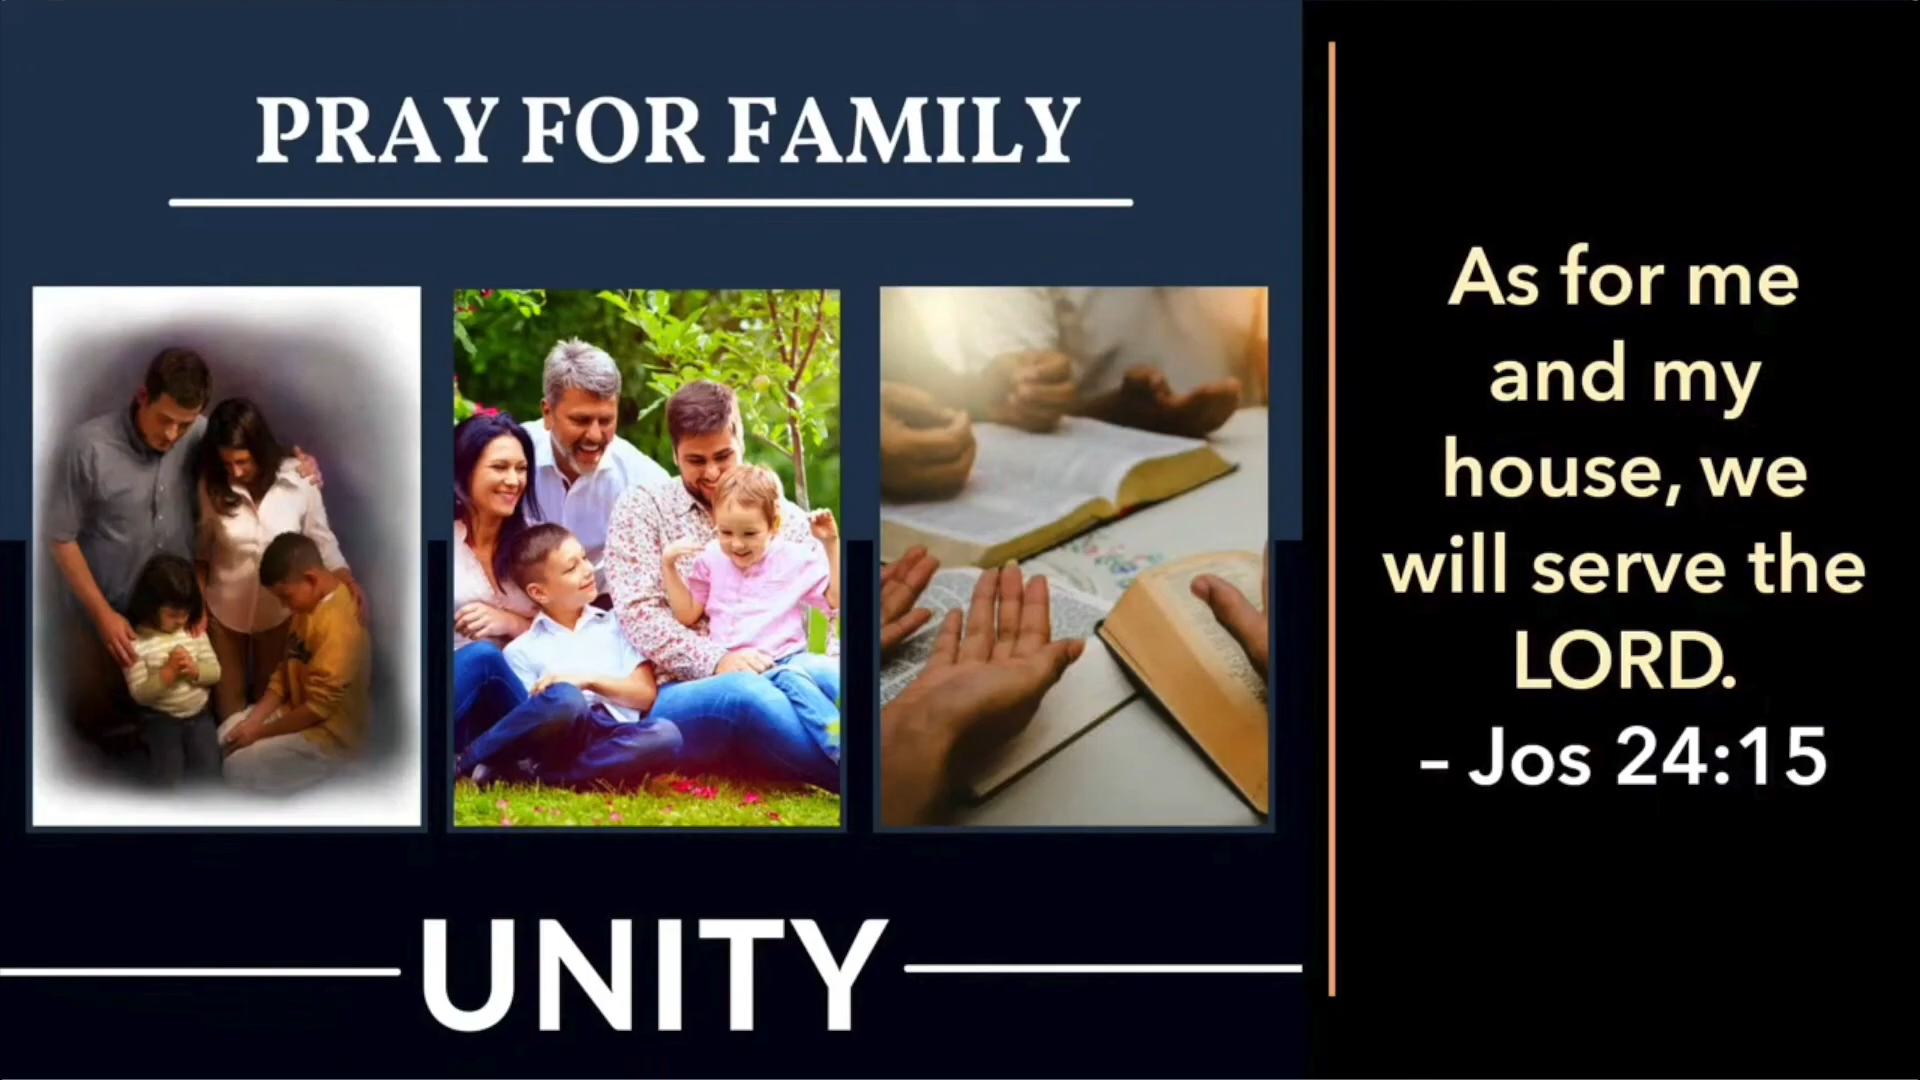 PRAY FOR FAMILY
UNITY
As for me
and my
house, we
will serve the
LORD.
- Jos 24:15